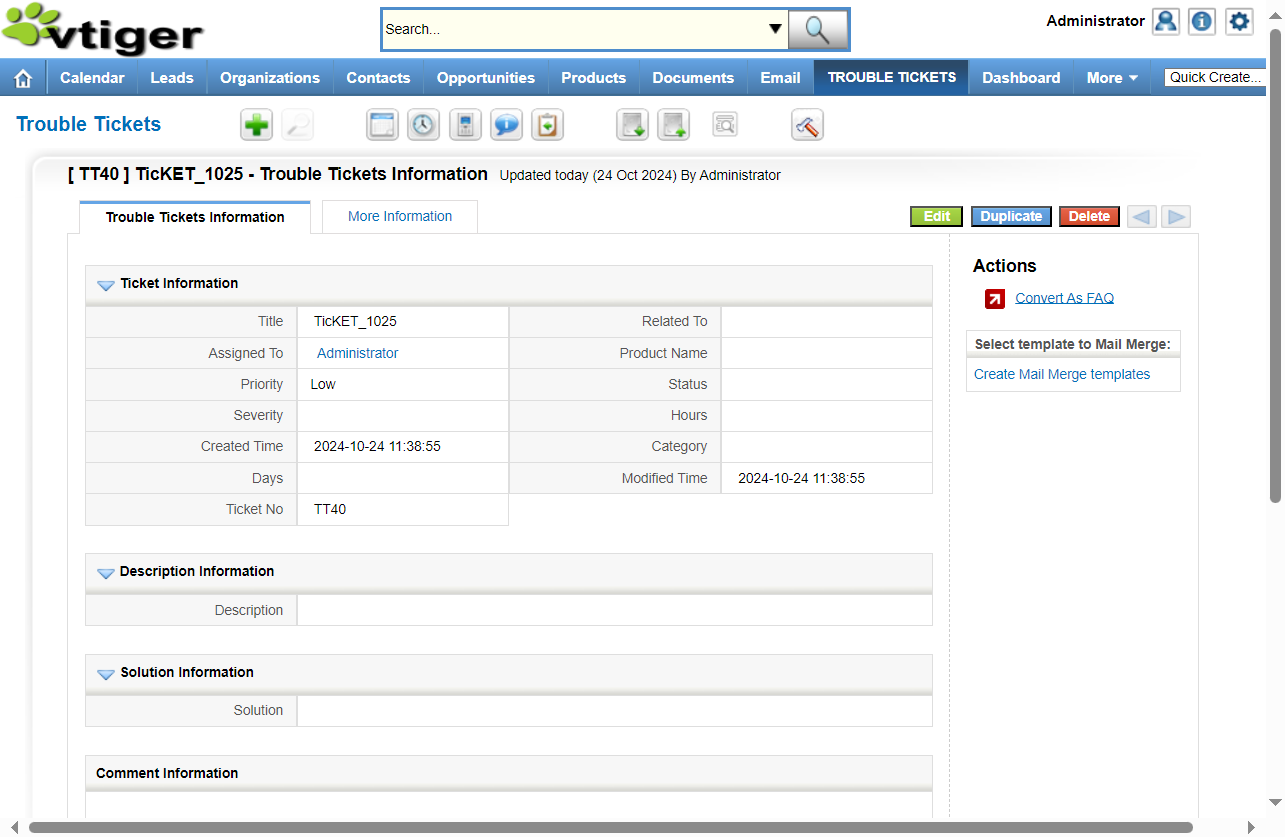 vtiger
Search...
Administrator
Calendar Leads Organizations Contacts Opportunities Products Documents Email TROUBLE TICKETS Dashboard More Quick Create...
Trouble Tickets
[ TT40 ] TicKET_1025 - Trouble Tickets Information Updated today (24 Oct 2024) By Administrator
Trouble Tickets Information More Information Edit Duplicate Delete
Ticket Information
Title TicKET_1025 Related To
Assigned To Administrator Product Name
Priority Low Status
Severity Hours
Created Time 2024-10-24 11:38:55 Category
Days Modified Time 2024-10-24 11:38:55
Ticket No TT40
Description Information
Description
Solution Information
Solution
Comment Information
Actions
Convert As FAQ
Select template to Mail Merge:
Create Mail Merge templates